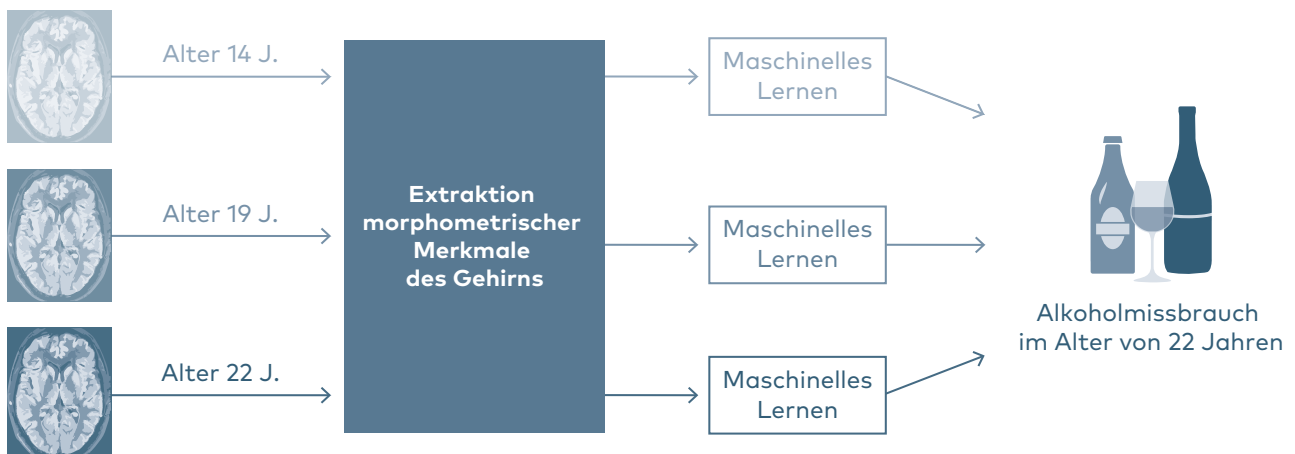 Alter 14 J.
Maschinelles
Lernen
Alter 19 J.
Extraktion
morphometrischer
Merkmale
des Gehirns
Maschinelles
Lernen
Alkoholmissbrauch
im Alter von 22 Jahren
Alter 22 J.
Maschinelles
Lernen